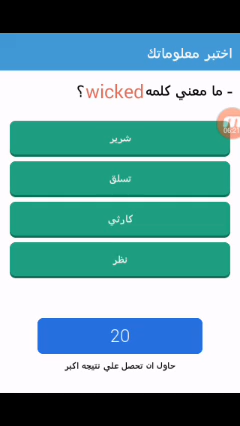 اختبر معلوماتك
- ما معني كلمه wicked ؟
شرير
تسلق
كارثي
نظر
20
حاول ان تحصل علي نتيجه اكبر